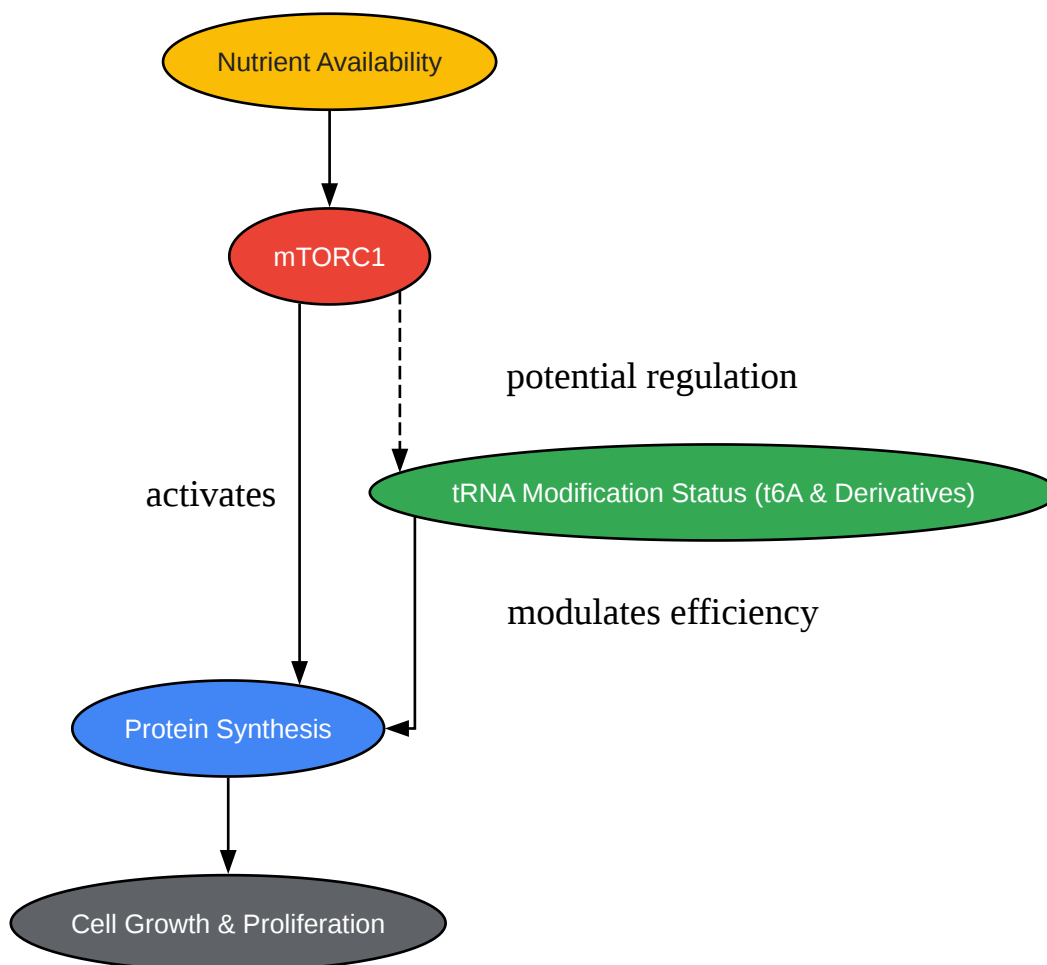 Nutrient Availability
mTORC1
potential regulation
activates
tRNA Modification Status (t6A & Derivatives)
modulates efficiency
Protein Synthesis
Cell Growth & Proliferation